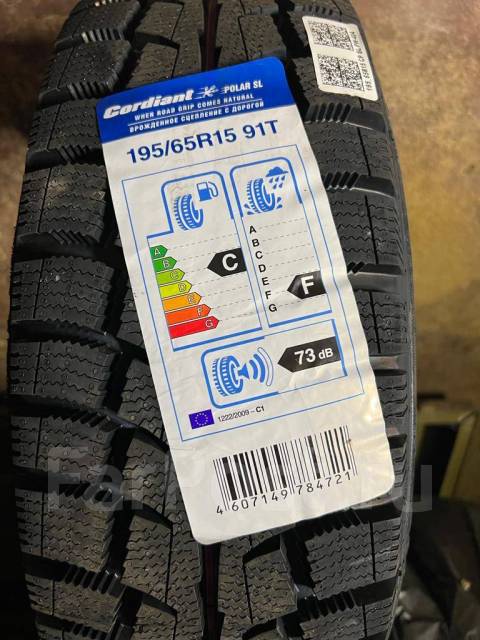 Cordiant POLAR SL
WHEN ROAD GRIP COMES NATURAL
ВРОЖДЕННОЕ СЦЕПЛЕНИЕ С ДОРОГОЙ
195/65R15 91T
A
B
C
D
E
F
G
C
A
B
C
D
E
F
G
F
73 dB
1222/2009 - C1
4 607149 784721